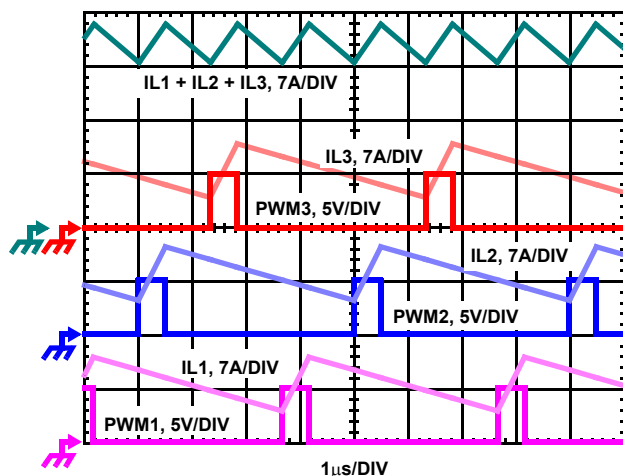 IL1 + IL2 + IL3, 7A/DIV
IL3, 7A/DIV
PWM3, 5V/DIV
IL2, 7A/DIV
PWM2, 5V/DIV
IL1, 7A/DIV
PWM1, 5V/DIV
1μs/DIV